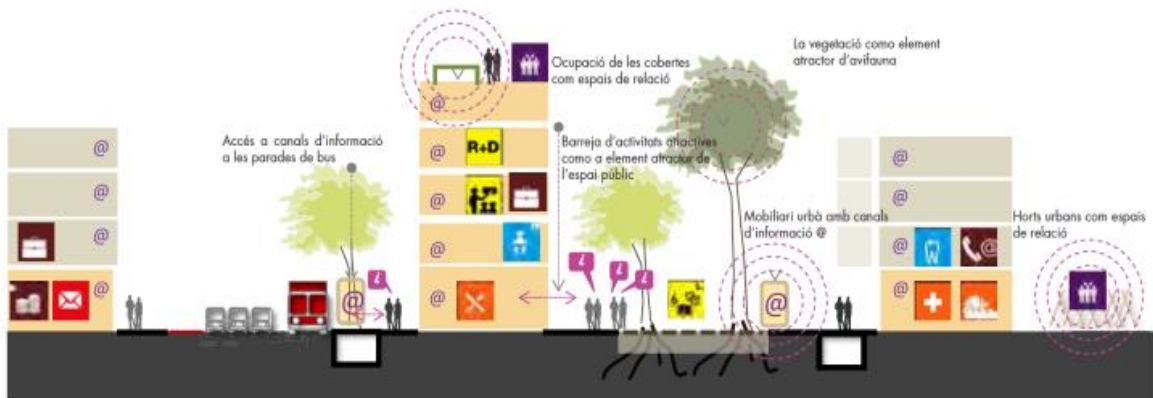 Ocupació de les cobertes
com espais de relació
La vegetació como element
atractor d'avifauna
Accés a canals d'informació
a les parades de bus
Barreja d'activitats atractives
como a element atractor de
l'espai públic
Mobiliari urbà amb canals
d'informació @
Horts urbans com espais
de relació
@
@
@
@
@
@
R+D
@
@
@
@
@
@
@
@
@
@
i
i
i
i